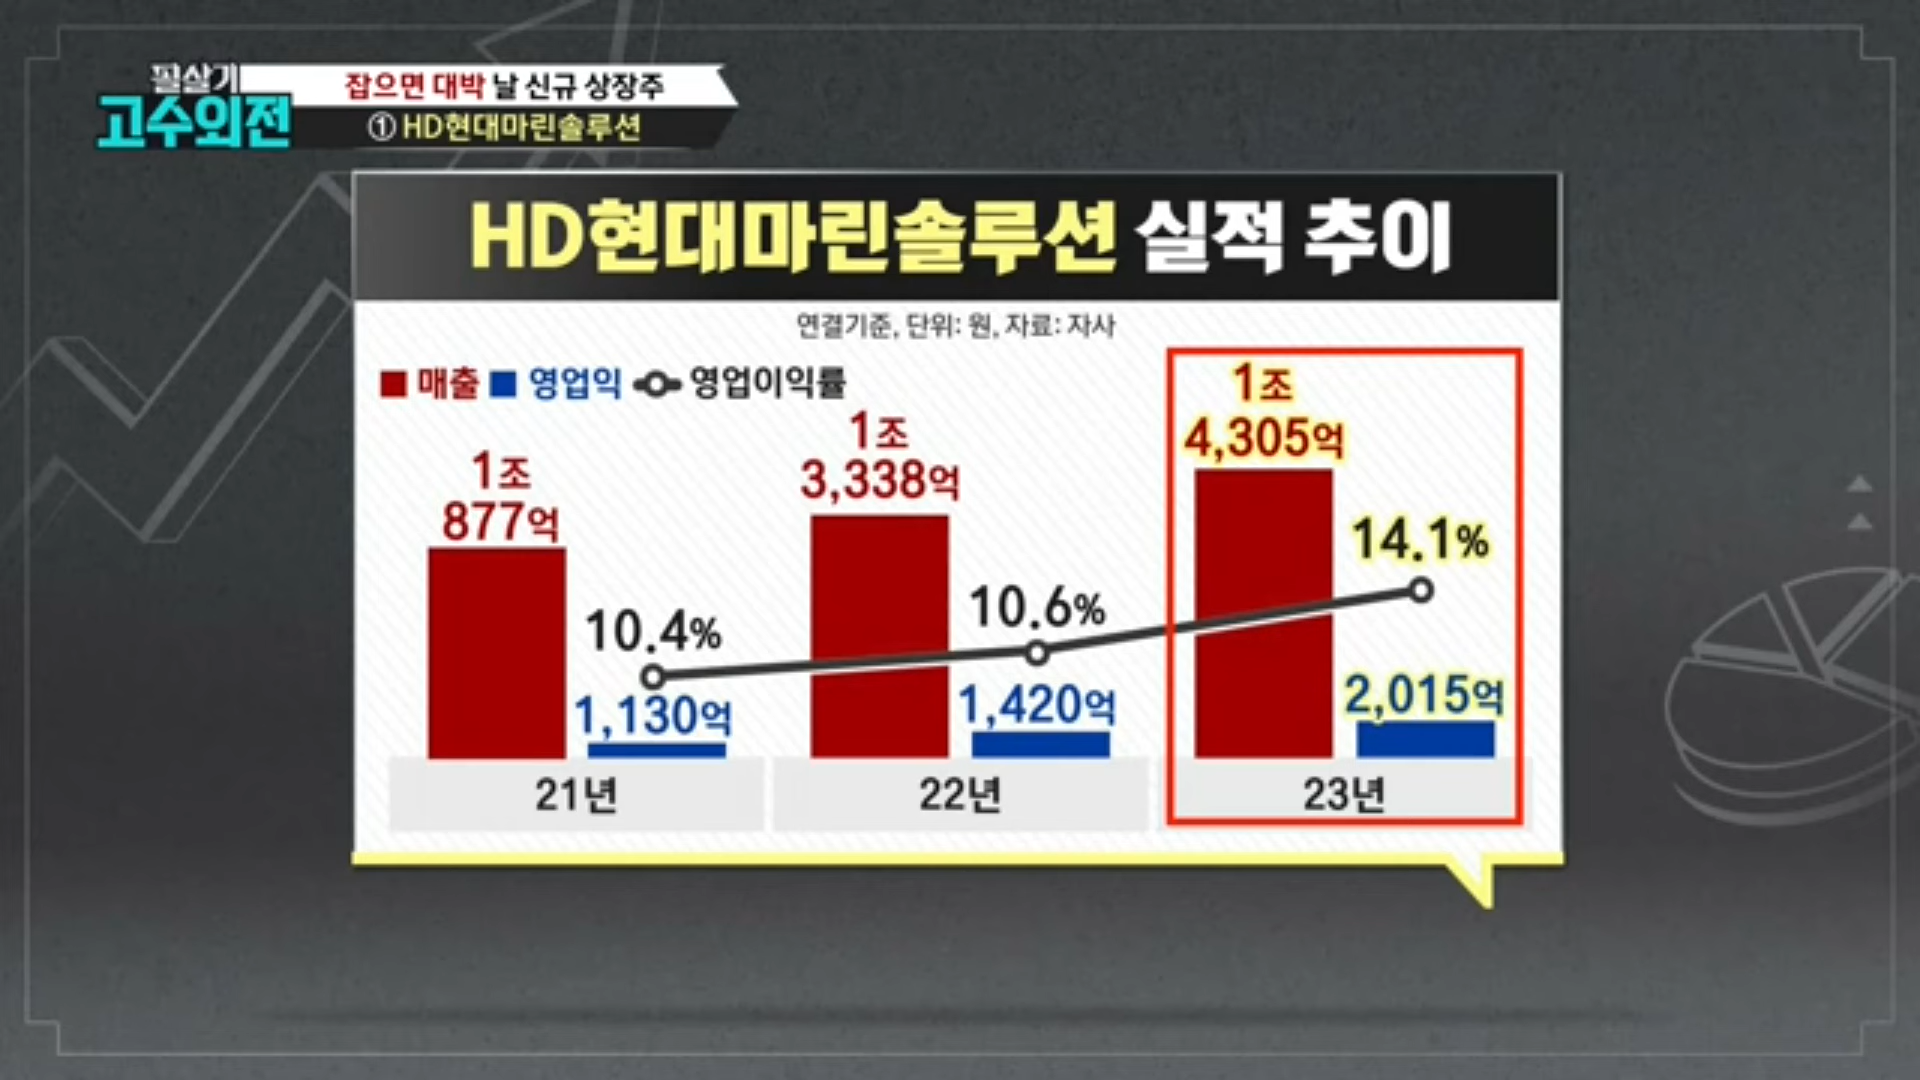 필살기
고수외전
잡으면 대박 날 신규 상장주
① HD현대마린솔루션
HD현대마린솔루션 실적 추이
연결기준, 단위: 원, 자료: 자사
매출 영업익 영업이익률
1조
877억
10.4%
1,130억
21년
1조
3,338억
10.6%
1,420억
22년
1조
4,305억
14.1%
2,015억
23년